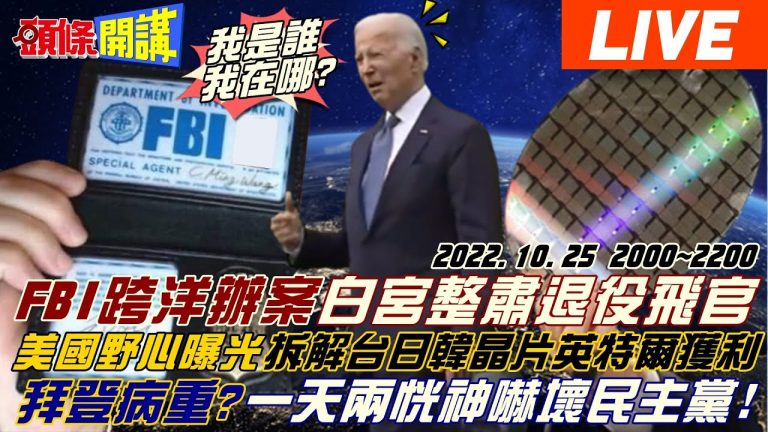 頭條開講
LIVE
我是誰
我在哪?
DEPARTMENT
FBI
SPECIAL AGENT
2022.10.25 2000~2200
FBI跨洋辦案白宮整肅退役飛官
美國野心曝光拆解台日韓晶片英特爾獲利
拜登病重?一天兩恍神嚇壞民主黨!